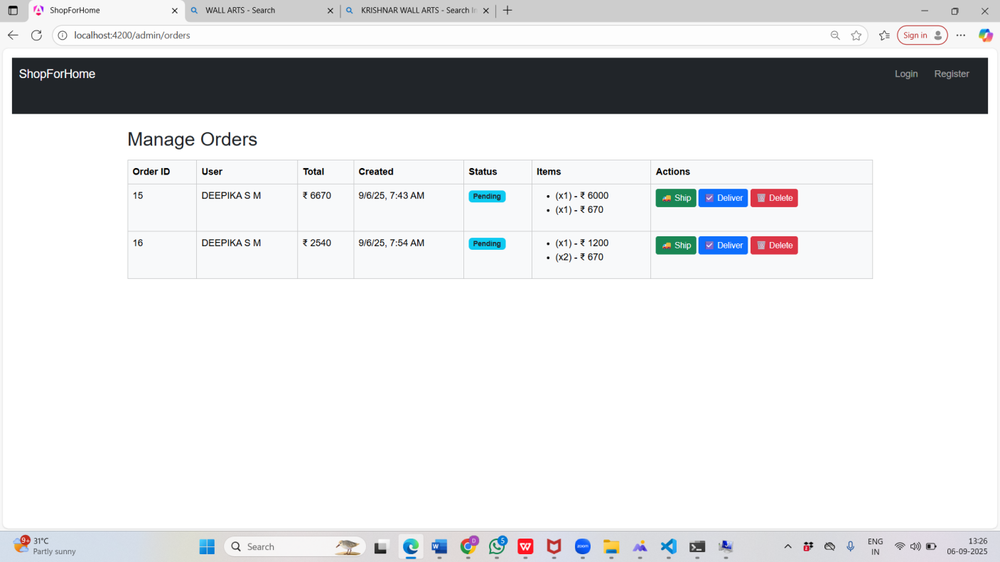 ShopForHome
WALL ARTS - Search
KRISHNAR WALL ARTS - Search In
localhost:4200/admin/orders
Sign in
ShopForHome
Login
Register
Manage Orders
Order ID User Total Created Status Items Actions
15 DEEPIKA S M ₹ 6670 9/6/25, 7:43 AM Pending • (x1) - ₹ 6000 Ship Deliver Delete
• (x1) - ₹ 670
16 DEEPIKA S M ₹ 2540 9/6/25, 7:54 AM Pending • (x1) - ₹ 1200 Ship Deliver Delete
• (x2) - ₹ 670
9+ 31°C
Partly sunny
Search
W
D
5
W
zoom
2
ENG
IN
13:26
06-09-2025